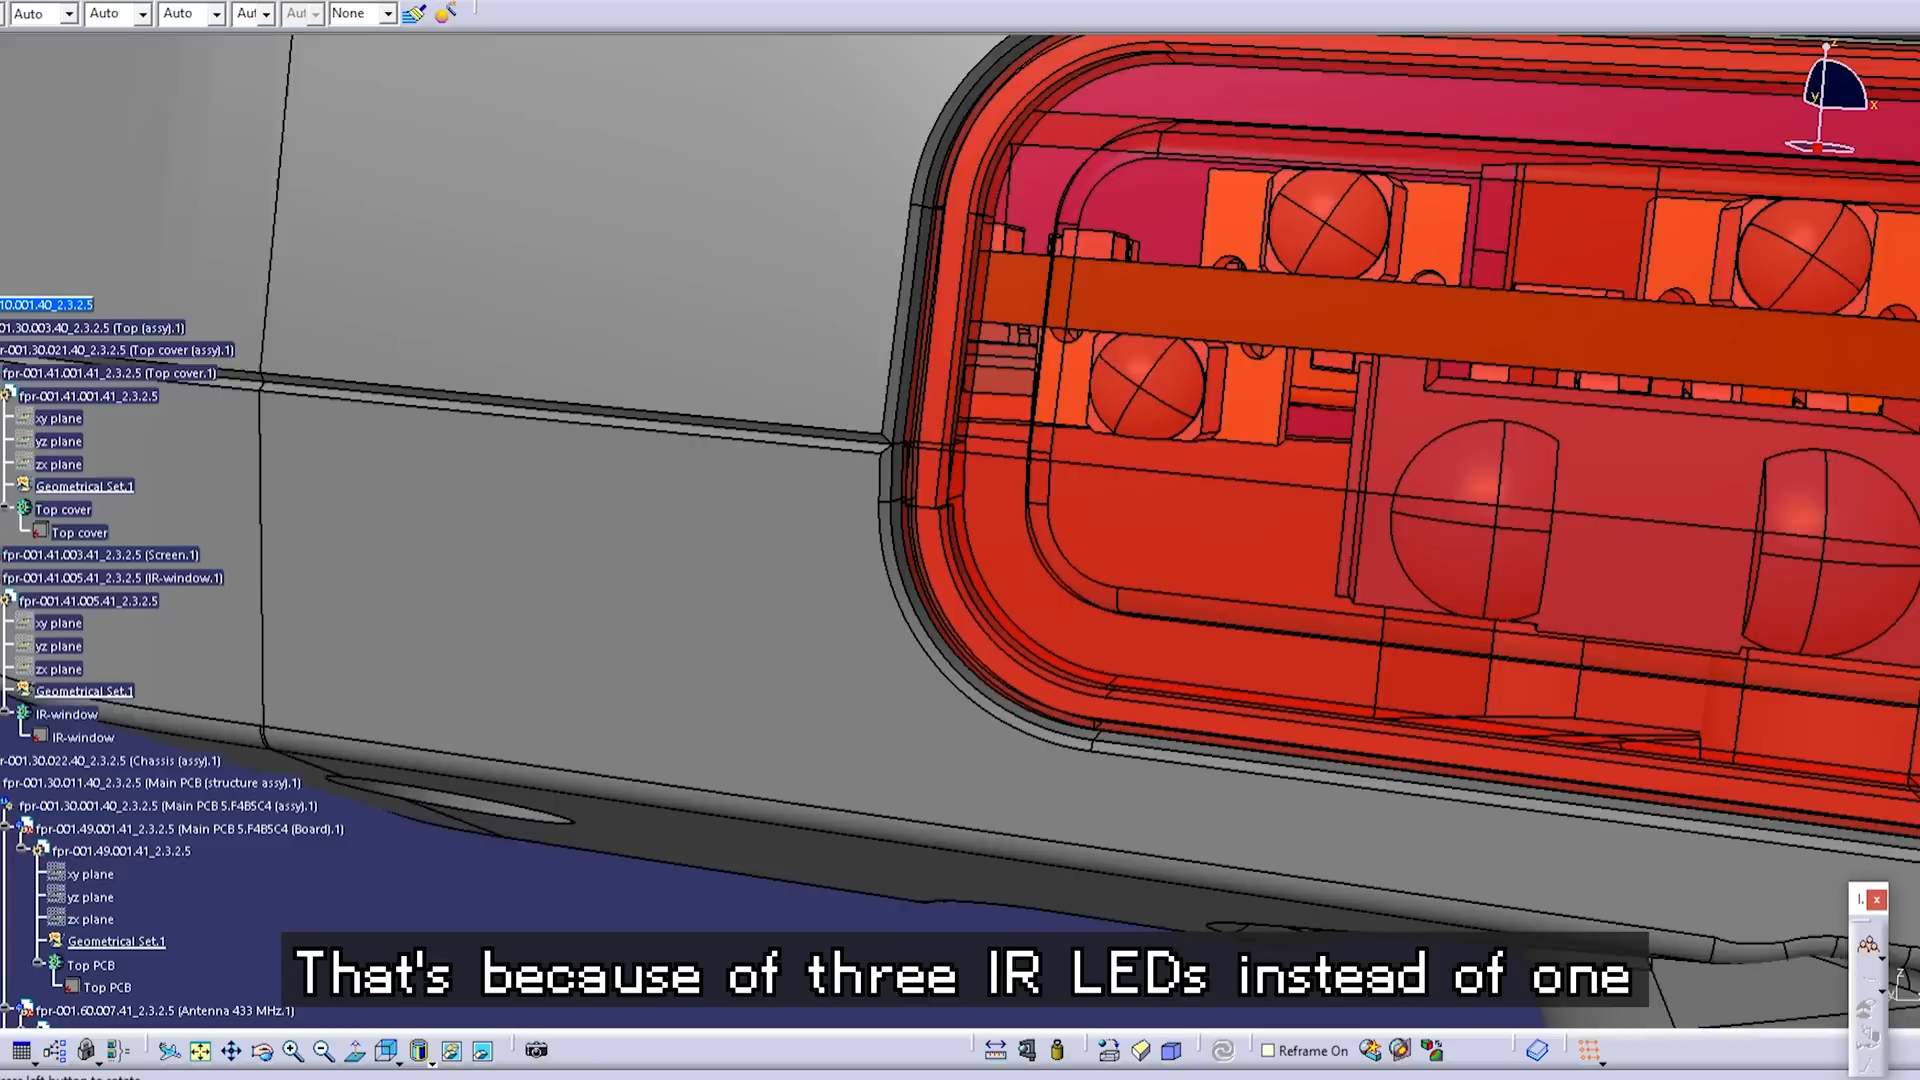 Auto
Auto
Auto
Aut
Aut
None
z
y
x
10.001.40_2.3.2.5
01.30.003.40_2.3.2.5 (Top (assy).1)
r-001.30.021.40_2.3.2.5 (Top cover (assy).1)
fpr-001.41.001.41_2.3.2.5 (Top cover.1)
fpr-001.41.001.41_2.3.2.5
xy plane
yz plane
zx plane
Geometrical Set.1
Top cover
Top cover
fpr-001.41.003.41_2.3.2.5 (Screen.1)
fpr-001.41.005.41_2.3.2.5 (IR-window.1)
fpr-001.41.005.41_2.3.2.5
xy plane
yz plane
zx plane
Geometrical Set.1
IR-window
IR-window
r-001.30.022.40_2.3.2.5 (Chassis (assy).1)
fpr-001.30.011.40_2.3.2.5 (Main PCB (structure assy).1)
fpr-001.30.001.40_2.3.2.5 (Main PCB 5.F4B5C4 (assy).1)
fpr-001.49.001.41_2.3.2.5 (Main PCB 5.F4B5C4 (Board).1)
fpr-001.49.001.41_2.3.2.5
xy plane
yz plane
zx plane
Geometrical Set.1
Top PCB
Top PCB
fpr-001.60.007.41_2.3.2.5 (Antenna 433 MHz.1)
That's because of three IR LEDs instead of one
Reframe On